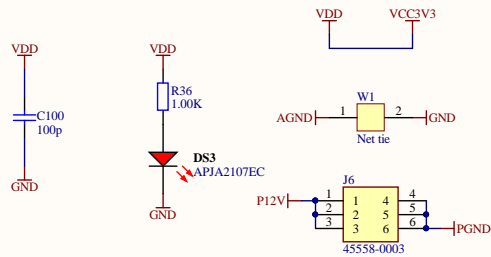 VDD
VCC3V3
VDD
VDD
R36
1.00K
C100
100p
W1
AGND
1
2
GND
Net tie
DS3
APJA2107EC
GND
GND
J6
P12V
1
1
4
4
2
2
5
5
3
3
6
6
PGND
45558-0003